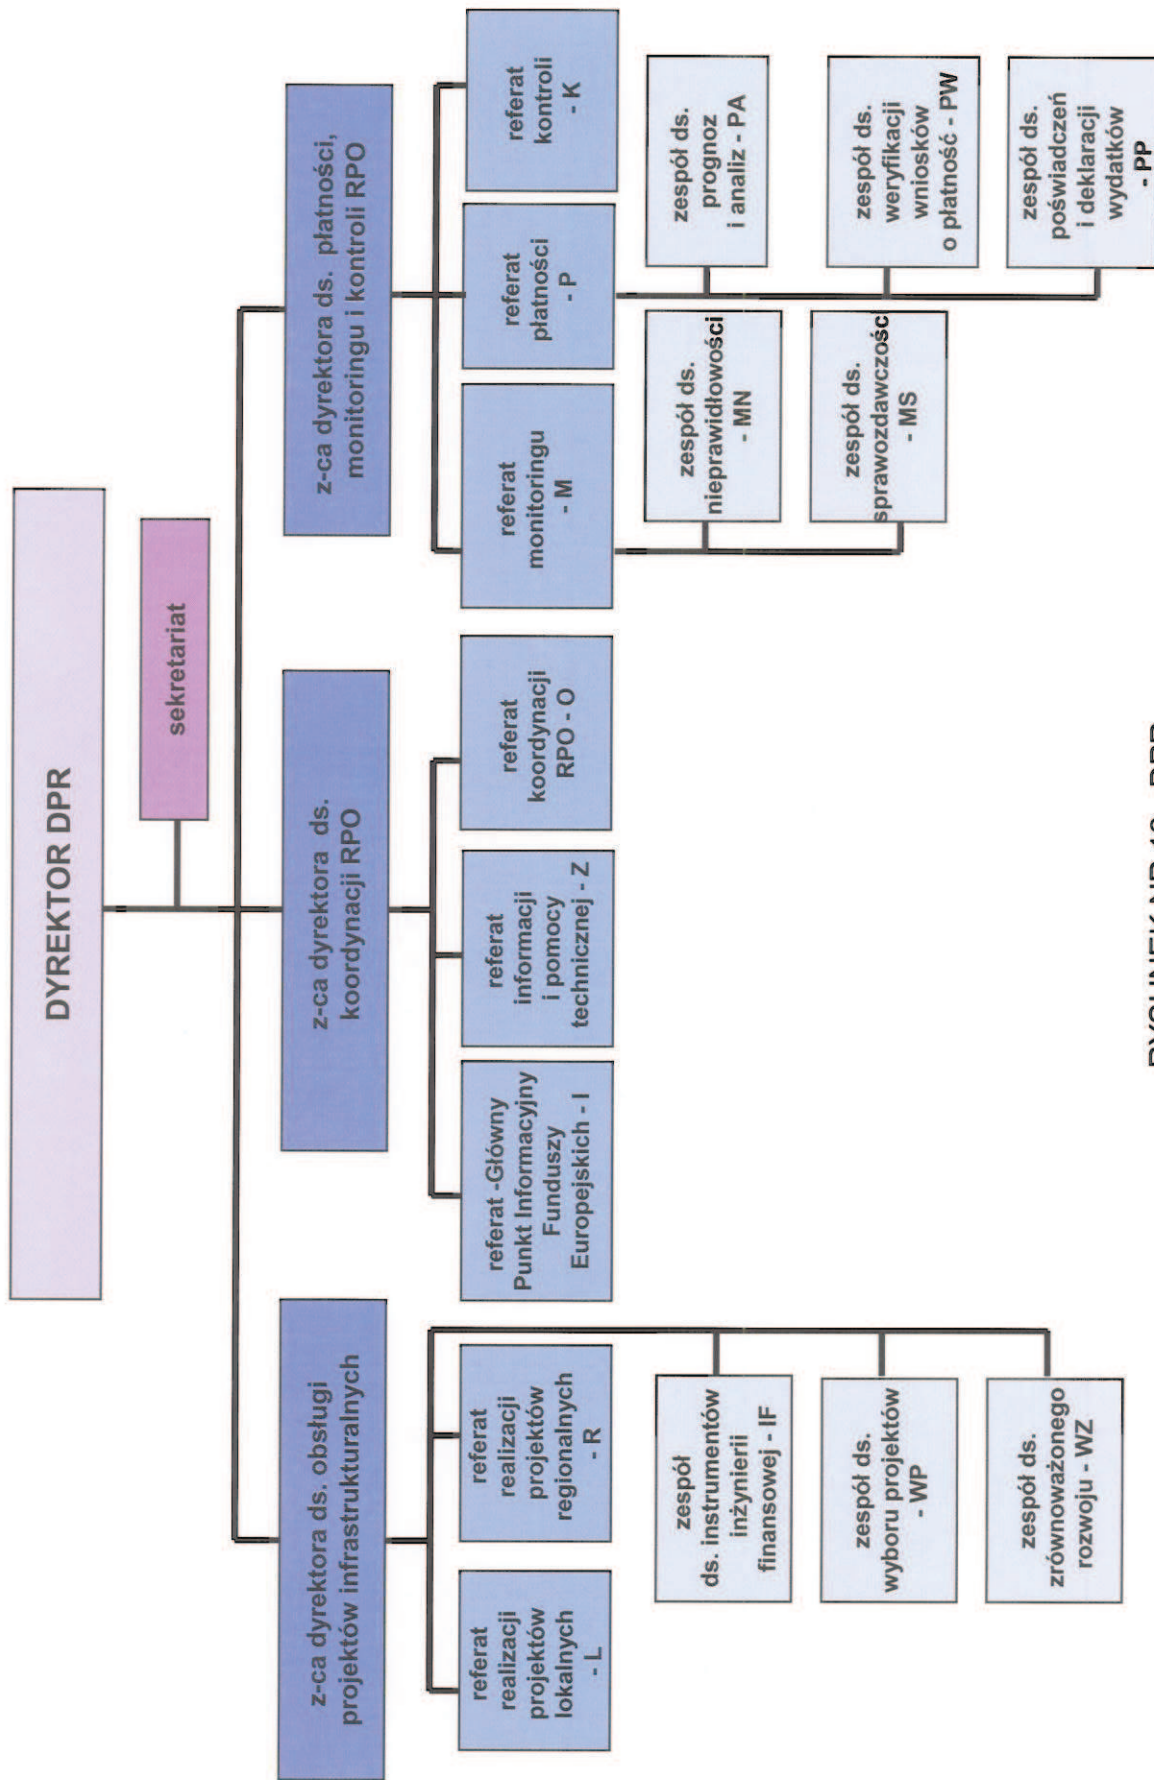 DYREKTOR DPR
sekretariat
z-ca dyrektora ds. obsługi
projektów infrastrukturalnych
z-ca dyrektora ds.
koordynacji RPO
z-ca dyrektora ds. płatności,
monitoringu i kontroli RPO
referat
realizacji
projektów
lokalnych
- L
referat
realizacji
projektów
regionalnych
- R
referat -Główny
Punkt Informacyjny
Funduszy
Europejskich - I
referat
informacji
i pomocy
technicznej - Z
referat
koordynacji
RPO - O
referat
monitoringu
- M
referat
płatności
- P
referat
kontroli
- K
zespół
ds. instrumentów
inżynierii
finansowej - IF
zespół ds.
wyboru projektów
- WP
zespół ds.
zrównoważonego
rozwoju - WZ
zespół ds.
nieprawidłowości
- MN
zespół ds.
sprawozdawczości
- MS
zespół ds.
prognoz
i analiz - PA
zespół ds.
weryfikacji
wniosków
o płatność - PW
zespół ds.
poświadczeń
i deklaracji
wydatków
- PP